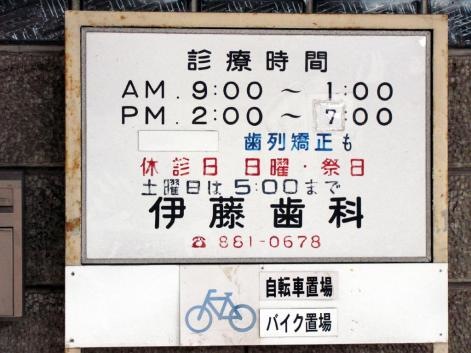 診療時間
AM. 9:00 ～ 1:00
PM. 2:00 ～ 7:00
歯列矯正も
休診日 日曜・祭日
土曜日は5:00まで
伊藤歯科
☎ 881-0678
自転車置場
バイク置場